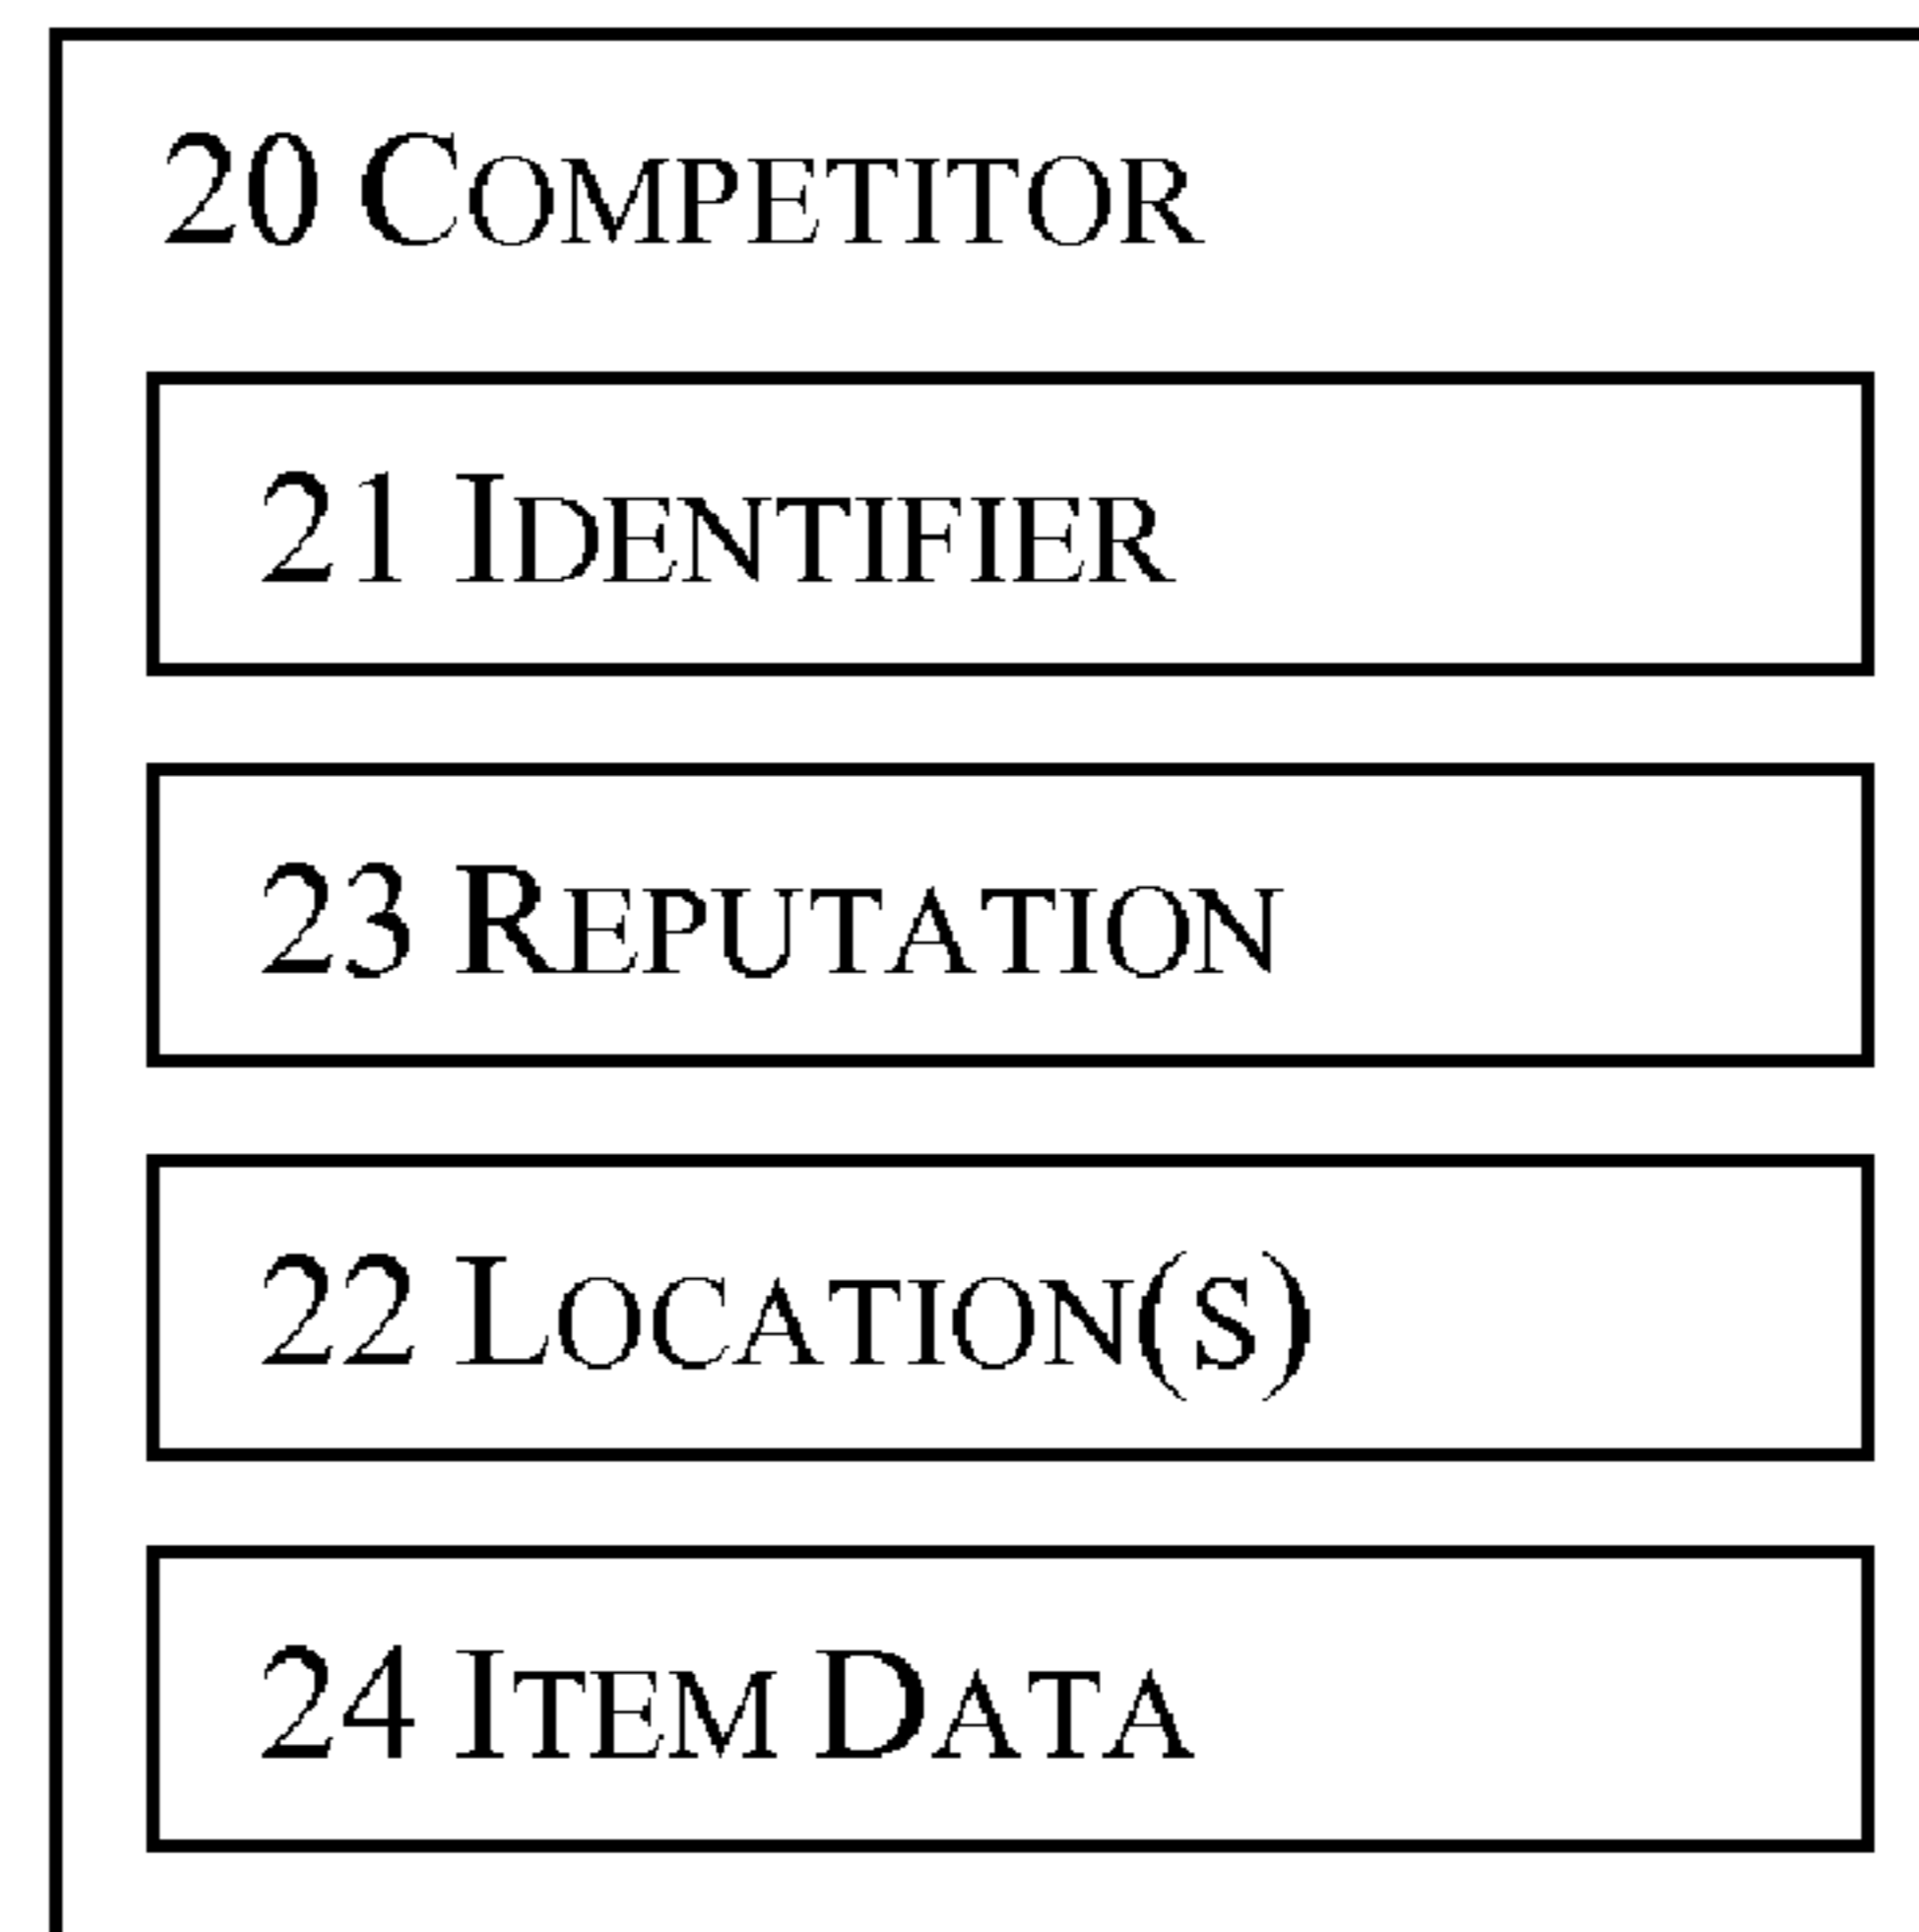 20 COMPETITOR
21 IDENTIFIER
23 REPUTATION
22 LOCATION(S)
24 ITEM DATA